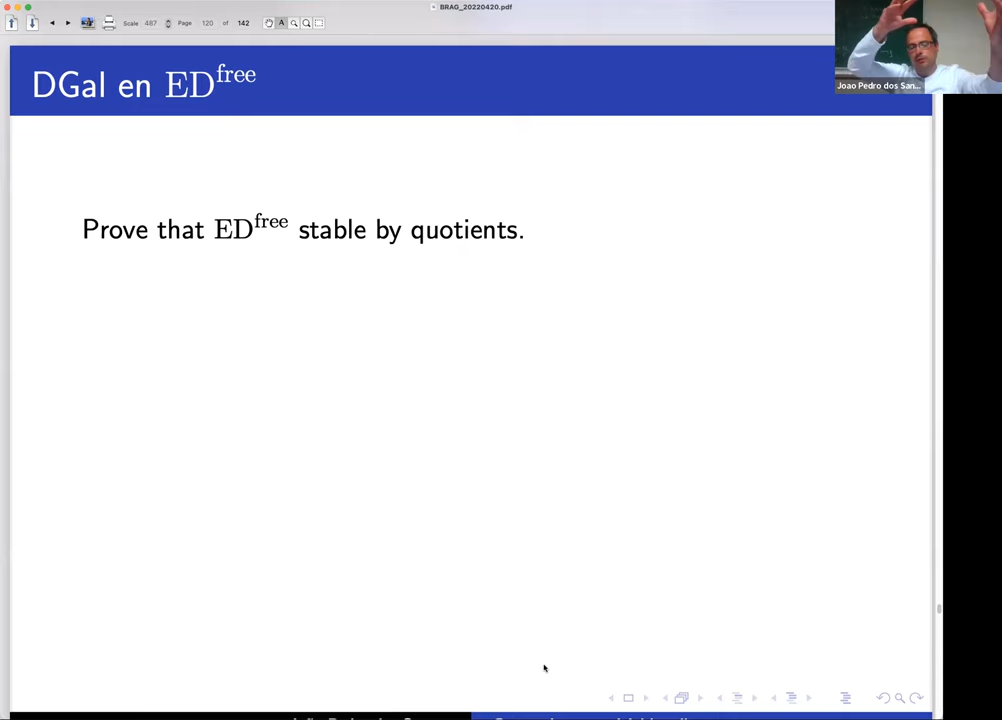 BRAG_20220420.pdf
Scale 487 Page 120 of 142
Joao Pedro dos San...
DGal en ED^free
Prove that ED^free stable by quotients.